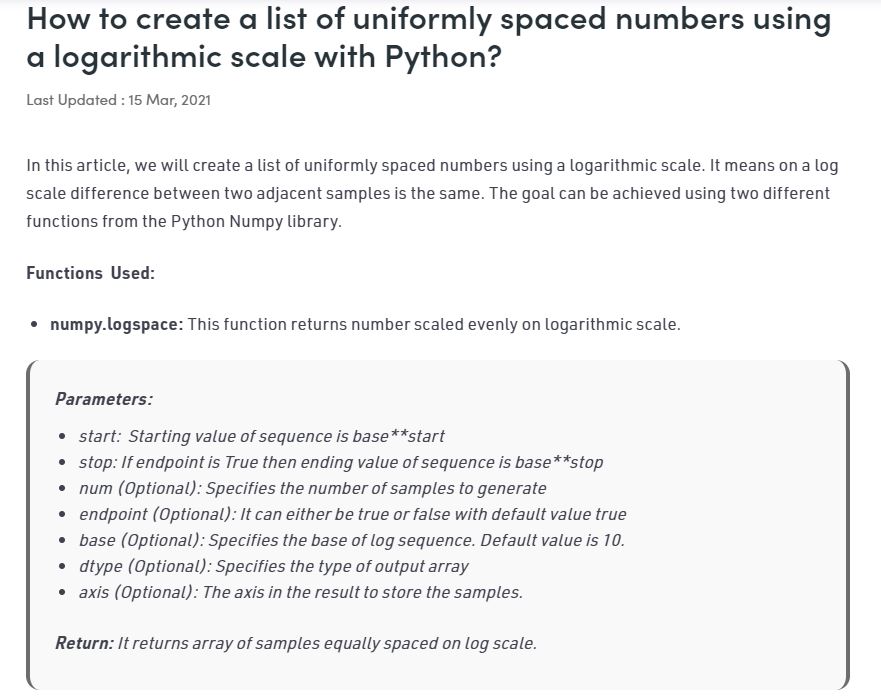 How to create a list of uniformly spaced numbers using
a logarithmic scale with Python?
Last Updated : 15 Mar, 2021
In this article, we will create a list of uniformly spaced numbers using a logarithmic scale. It means on a log
scale difference between two adjacent samples is the same. The goal can be achieved using two different
functions from the Python Numpy library.
Functions Used:
• numpy.logspace: This function returns number scaled evenly on logarithmic scale.
Parameters:
• start: Starting value of sequence is base**start
• stop: If endpoint is True then ending value of sequence is base**stop
• num (Optional): Specifies the number of samples to generate
• endpoint (Optional): It can either be true or false with default value true
• base (Optional): Specifies the base of log sequence. Default value is 10.
• dtype (Optional): Specifies the type of output array
• axis (Optional): The axis in the result to store the samples.
Return: It returns array of samples equally spaced on log scale.